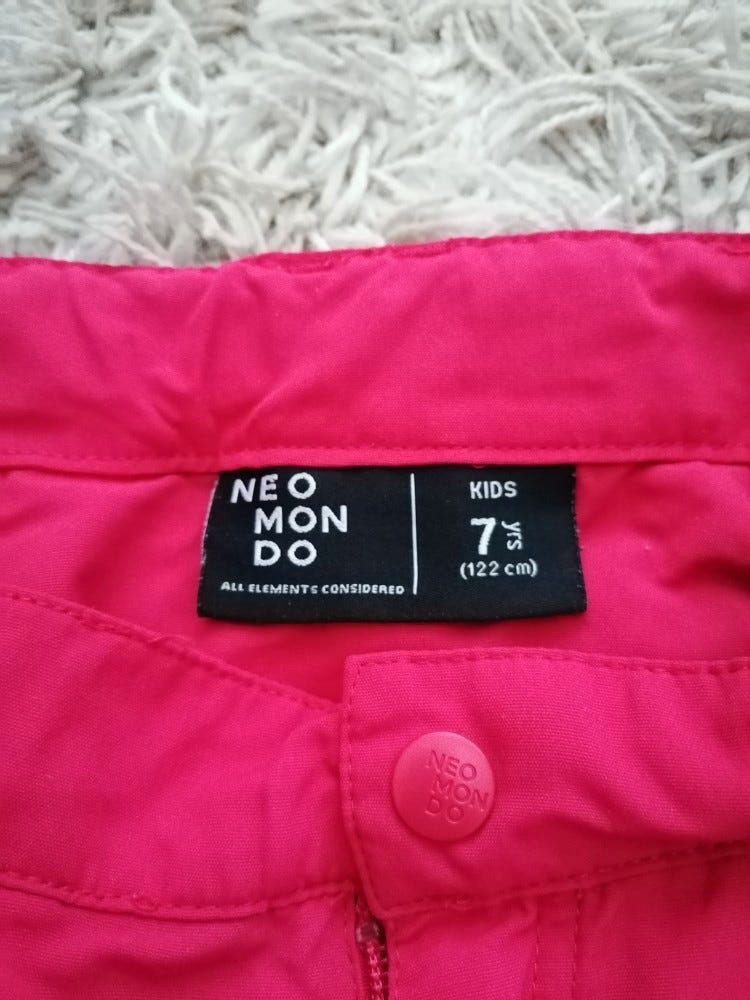 NEO
MON
DO
ALL ELEMENTS CONSIDERED
KIDS
7 yrs
(122 cm)
NEO
MON
DO